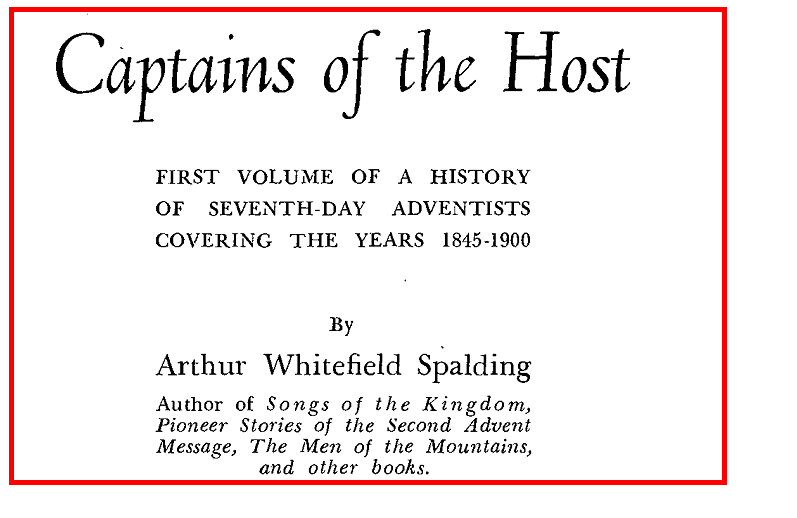 Captains of the Host
FIRST VOLUME OF A HISTORY
OF SEVENTH-DAY ADVENTISTS
COVERING THE YEARS 1845-1900
By
Arthur Whitefield Spalding
Author of Songs of the Kingdom,
Pioneer Stories of the Second Advent
Message, The Men of the Mountains,
and other books.